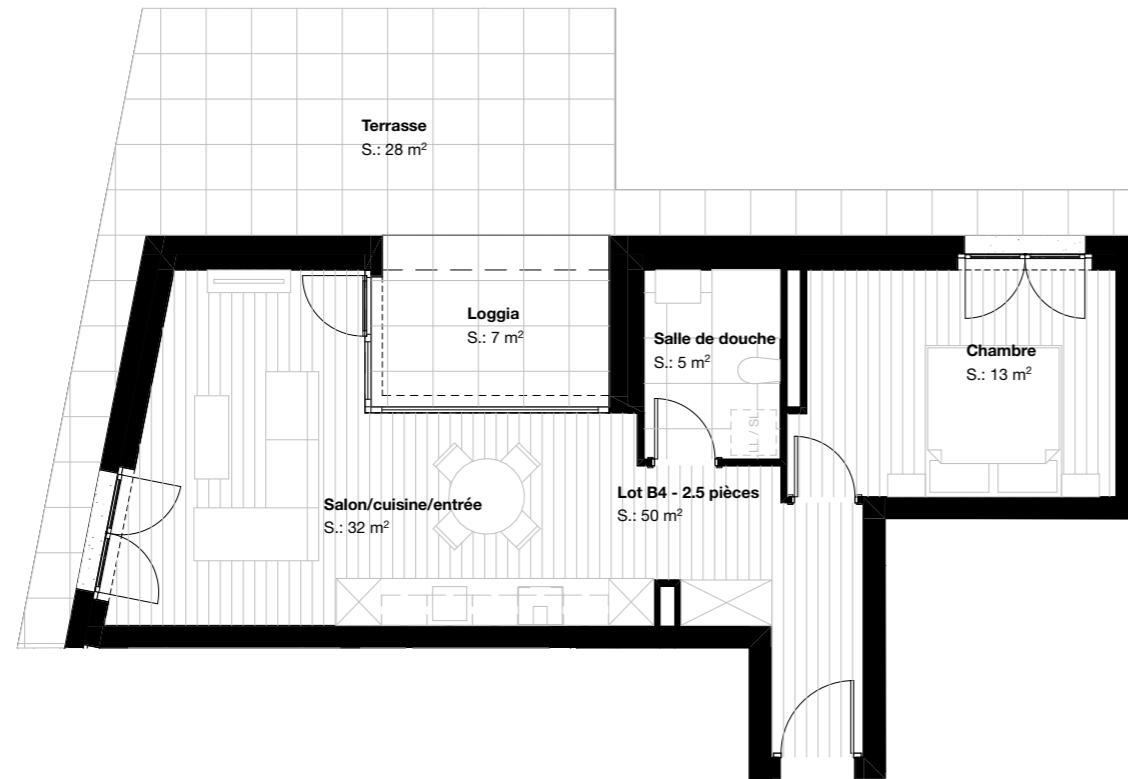 Terrasse
S.: 28 m²
Loggia
S.: 7 m²
Salle de douche
S.: 5 m²
Chambre
S.: 13 m²
LL / SL
Lot B4 - 2.5 pièces
S.: 50 m²
Salon/cuisine/entrée
S.: 32 m²